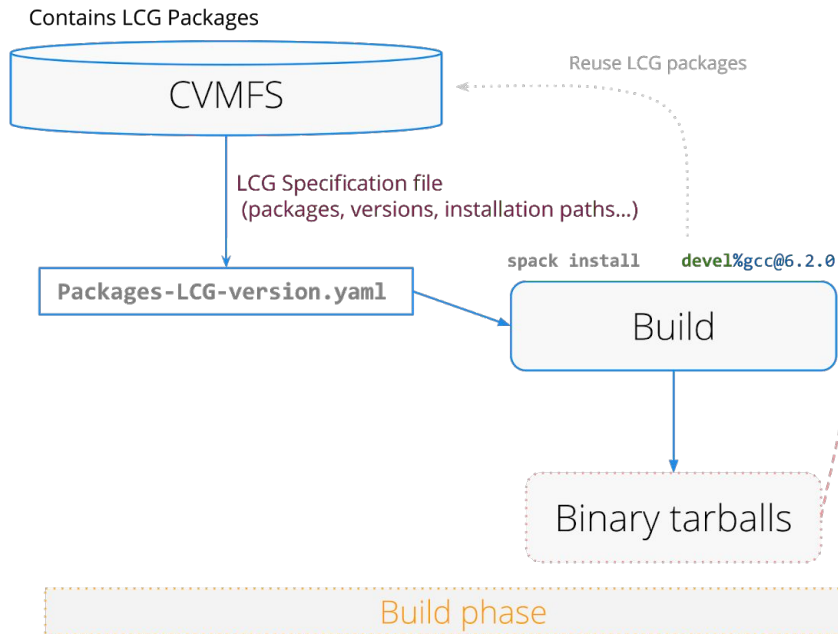 Contains LCG Packages
CVMFS
Reuse LCG packages
LCG Specification file
(packages, versions, installation paths...)
spack install devel%gcc@6.2.0
Packages-LCG-version.yaml
Build
Binary tarballs
Build phase